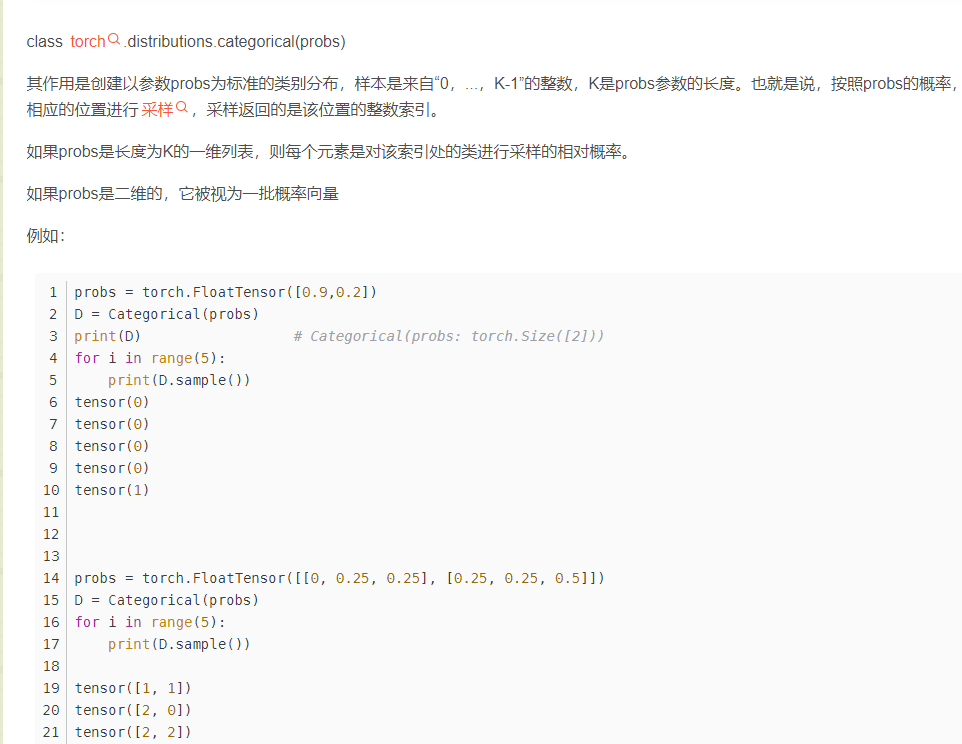 class torch.distributions.categorical(probs)
其作用是创建以参数probs为标准的类别分布，样本是来自“0，…，K-1”的整数，K是probs参数的长度。也就是说，按照probs的概率，
相应的位置进行采样，采样返回的是该位置的整数索引。
如果probs是长度为K的一维列表，则每个元素是对该索引处的类进行采样的相对概率。
如果probs是二维的，它被视为一批概率向量
例如：
1 probs = torch.FloatTensor([0.9,0.2])
2 D = Categorical(probs)
3 print(D) # Categorical(probs: torch.Size([2]))
4 for i in range(5):
5 print(D.sample())
6 tensor(0)
7 tensor(0)
8 tensor(0)
9 tensor(0)
10 tensor(1)
11
12
13
14 probs = torch.FloatTensor([[0, 0.25, 0.25], [0.25, 0.25, 0.5]])
15 D = Categorical(probs)
16 for i in range(5):
17 print(D.sample())
18
19 tensor([1, 1])
20 tensor([2, 0])
21 tensor([2, 2])